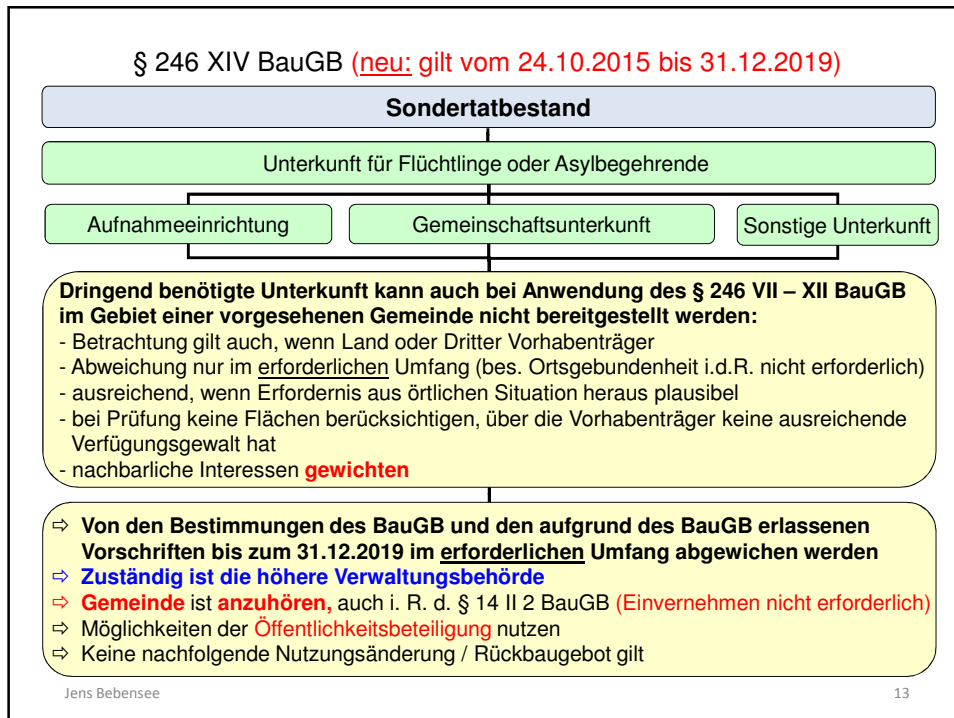 § 246 XIV BauGB (neu: gilt vom 24.10.2015 bis 31.12.2019)
Sondertatbestand
Unterkunft für Flüchtlinge oder Asylbegehrende
Aufnahmeeinrichtung
Gemeinschaftsunterkunft
Sonstige Unterkunft
Dringend benötigte Unterkunft kann auch bei Anwendung des § 246 VII – XII BauGB
im Gebiet einer vorgesehenen Gemeinde nicht bereitgestellt werden:
- Betrachtung gilt auch, wenn Land oder Dritter Vorhabenträger
- Abweichung nur im erforderlichen Umfang (bes. Ortsgebundenheit i.d.R. nicht erforderlich)
- ausreichend, wenn Erfordernis aus örtlichen Situation heraus plausibel
- bei Prüfung keine Flächen berücksichtigen, über die Vorhabenträger keine ausreichende
Verfügungsgewalt hat
- nachbarliche Interessen gewichten
⇨ Von den Bestimmungen des BauGB und den aufgrund des BauGB erlassenen
Vorschriften bis zum 31.12.2019 im erforderlichen Umfang abgewichen werden
⇨ Zuständig ist die höhere Verwaltungsbehörde
⇨ Gemeinde ist anzuhören, auch i. R. d. § 14 II 2 BauGB (Einvernehmen nicht erforderlich)
⇨ Möglichkeiten der Öffentlichkeitsbeteiligung nutzen
⇨ Keine nachfolgende Nutzungsänderung / Rückbaugebot gilt
Jens Bebensee
13